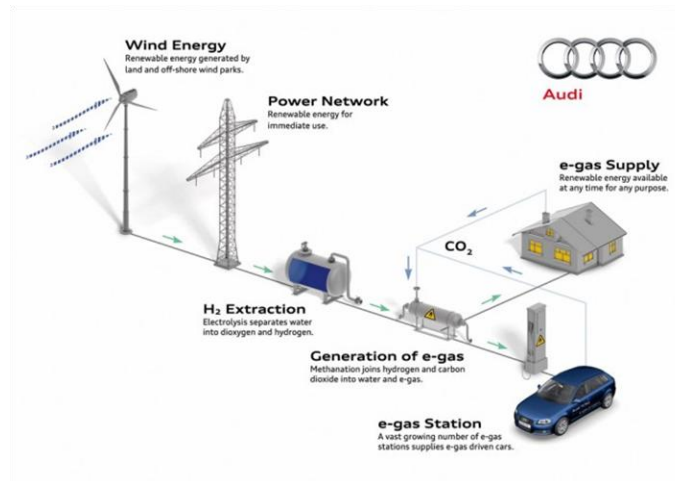 Wind Energy
Renewable energy generated by
land and off-shore wind parks.
Audi
Power Network
Renewable energy for
immediate use.
e-gas Supply
Renewable energy available
at any time for any purpose.
CO₂
H₂ Extraction
Electrolysis separates water
into dioxygen and hydrogen.
Generation of e-gas
Methanation joins hydrogen and carbon
dioxide into water and e-gas.
e-gas Station
A vast growing number of e-gas
stations supplies e-gas driven cars.